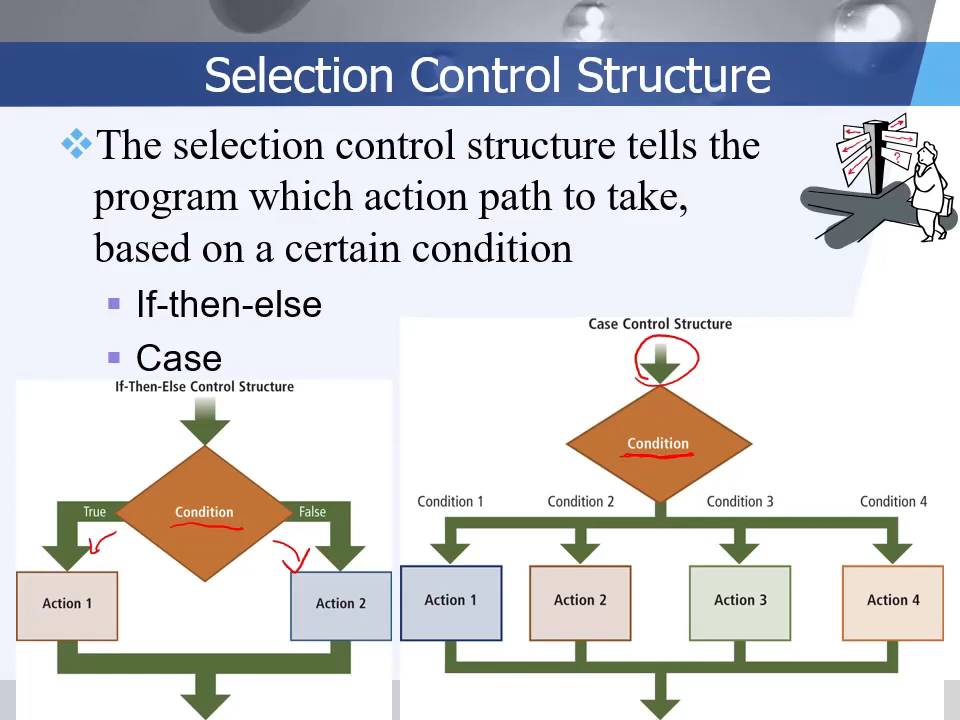 Selection Control Structure
The selection control structure tells the
program which action path to take,
based on a certain condition
If-then-else
Case
If-Then-Else Control Structure
True
Condition
False
Action 1
Action 2
Case Control Structure
Condition
Condition 1
Condition 2
Condition 3
Condition 4
Action 1
Action 2
Action 3
Action 4
?